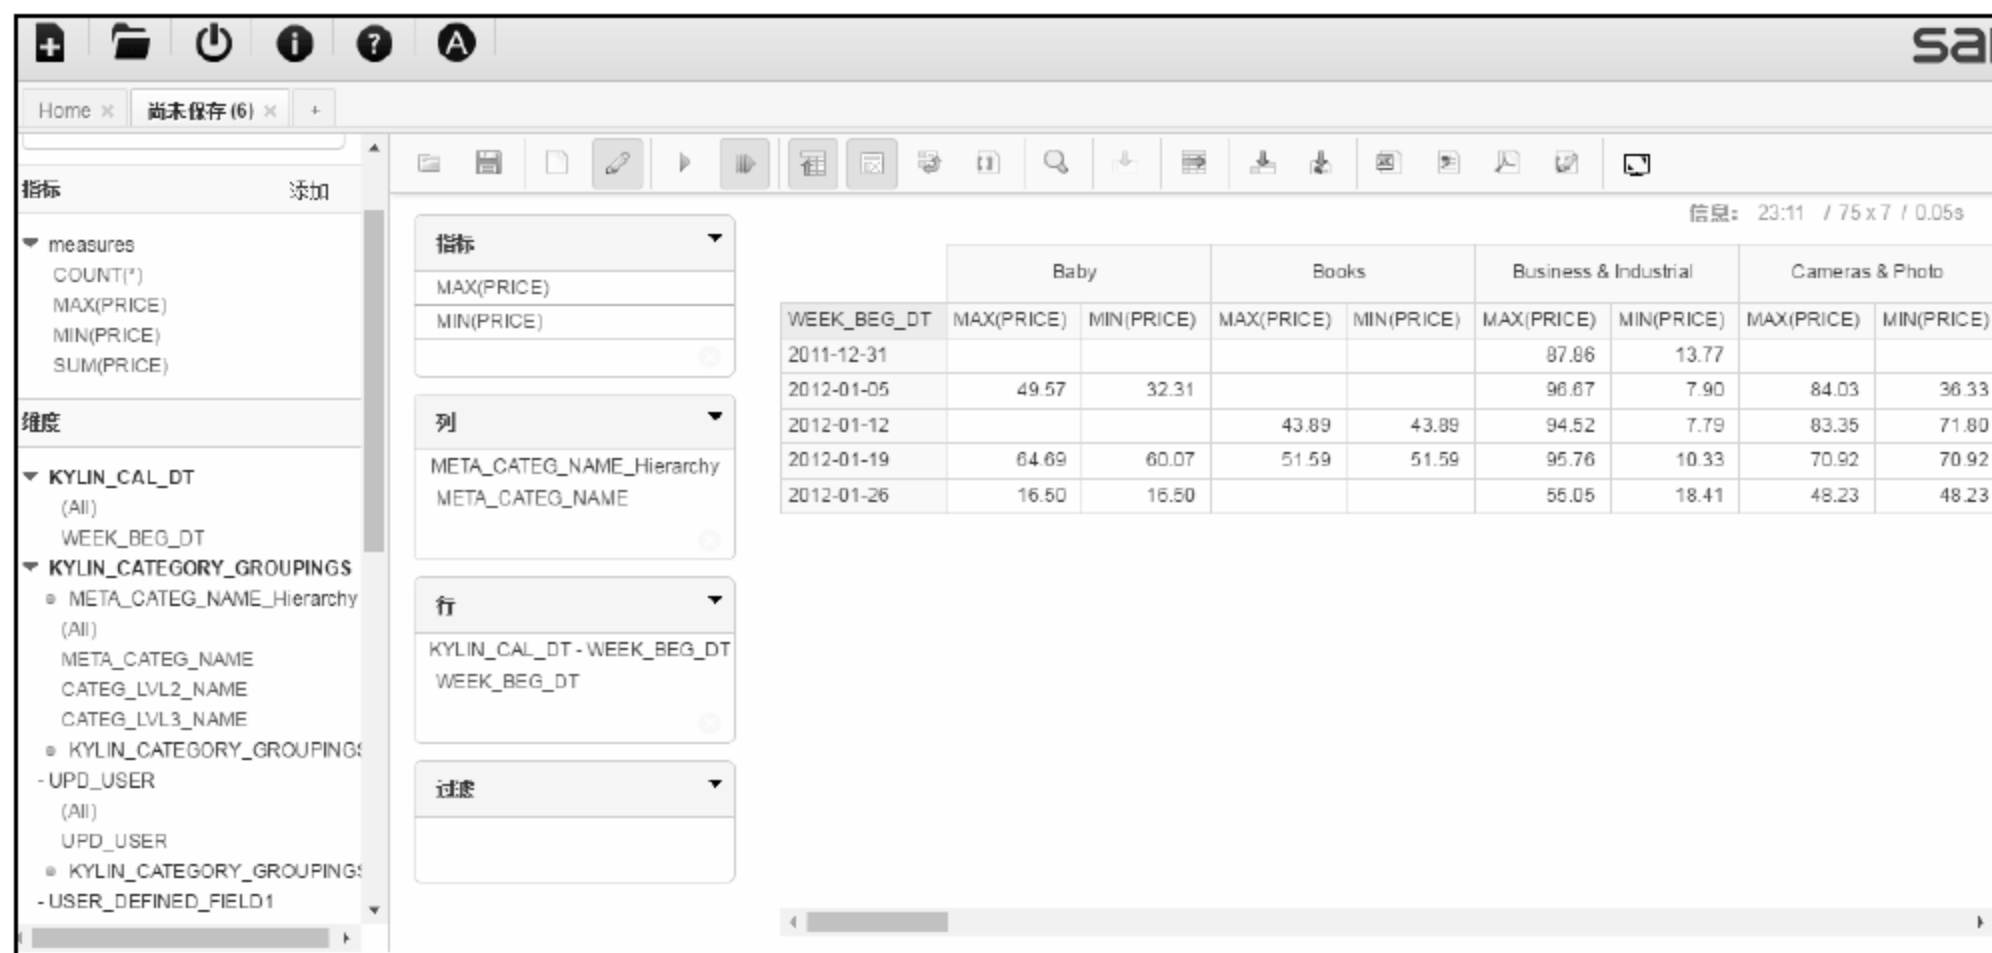 sa
Home
尚未保存 (6)
+
指标 添加
measures
COUNT(*)
MAX(PRICE)
MIN(PRICE)
SUM(PRICE)
维度
KYLIN_CAL_DT
(All)
WEEK_BEG_DT
KYLIN_CATEGORY_GROUPINGS
META_CATEG_NAME_Hierarchy
(All)
META_CATEG_NAME
CATEG_LVL2_NAME
CATEG_LVL3_NAME
KYLIN_CATEGORY_GROUPINGS
- UPD_USER
(All)
UPD_USER
KYLIN_CATEGORY_GROUPINGS
- USER_DEFINED_FIELD1
指标
MAX(PRICE)
MIN(PRICE)
列
META_CATEG_NAME_Hierarchy
META_CATEG_NAME
行
KYLIN_CAL_DT - WEEK_BEG_DT
WEEK_BEG_DT
过滤
信息: 23:11 / 75 x 7 / 0.05s
Baby Books Business & Industrial Cameras & Photo
WEEK_BEG_DT MAX(PRICE) MIN(PRICE) MAX(PRICE) MIN(PRICE) MAX(PRICE) MIN(PRICE) MAX(PRICE) MIN(PRICE)
2011-12-31 87.86 13.77
2012-01-05 49.57 32.31 96.67 7.90 84.03 36.33
2012-01-12 43.89 43.89 94.52 7.79 83.35 71.80
2012-01-19 64.69 60.07 51.59 51.59 95.76 10.33 70.92 70.92
2012-01-26 16.50 16.50 55.05 18.41 48.23 48.23